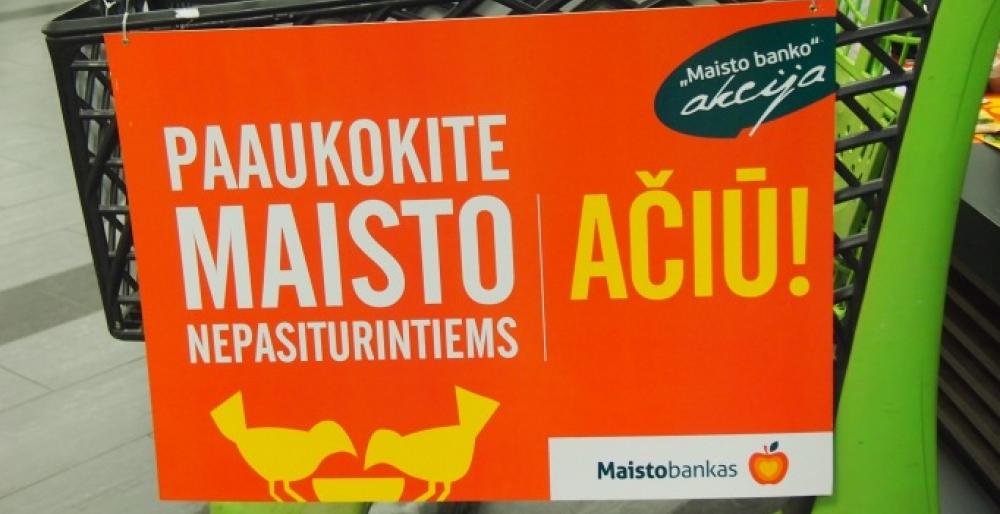 „Maisto banko“
akcija
PAAUKOKITE
MAISTO
NEPASITURINTIEMS
AČIŪ!
Maistobankas